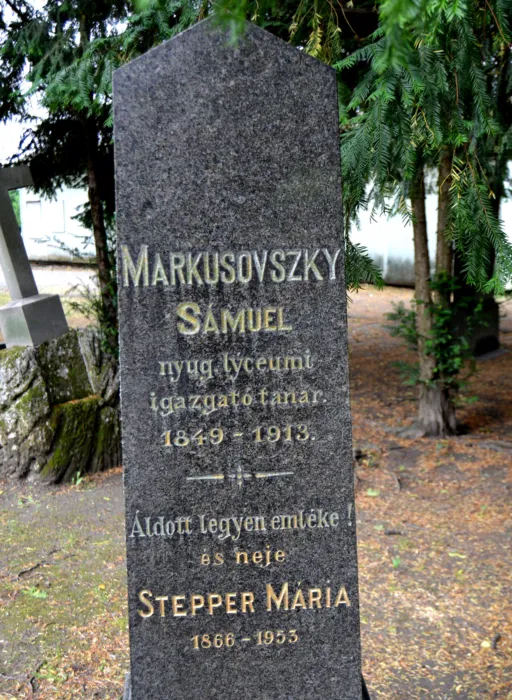 MARKUSOVSZKY
SÁMUEL
nyug. lyceumi
igazgató tanár.
1849 - 1913.
Áldott legyen emléke!
és neje
STEPPER MÁRIA
1866 - 1953